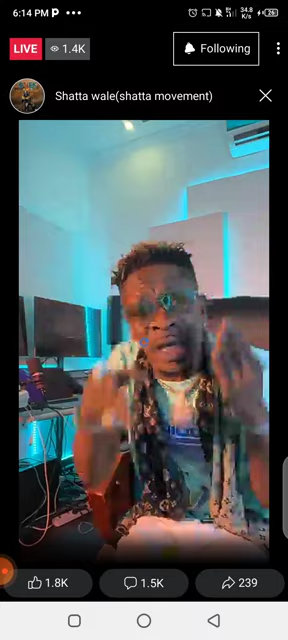 6:14 PM P
34.8
K/s
26
LIVE 1.4K
Following
Shatta wale(shatta movement)
1.8K
1.5K
239